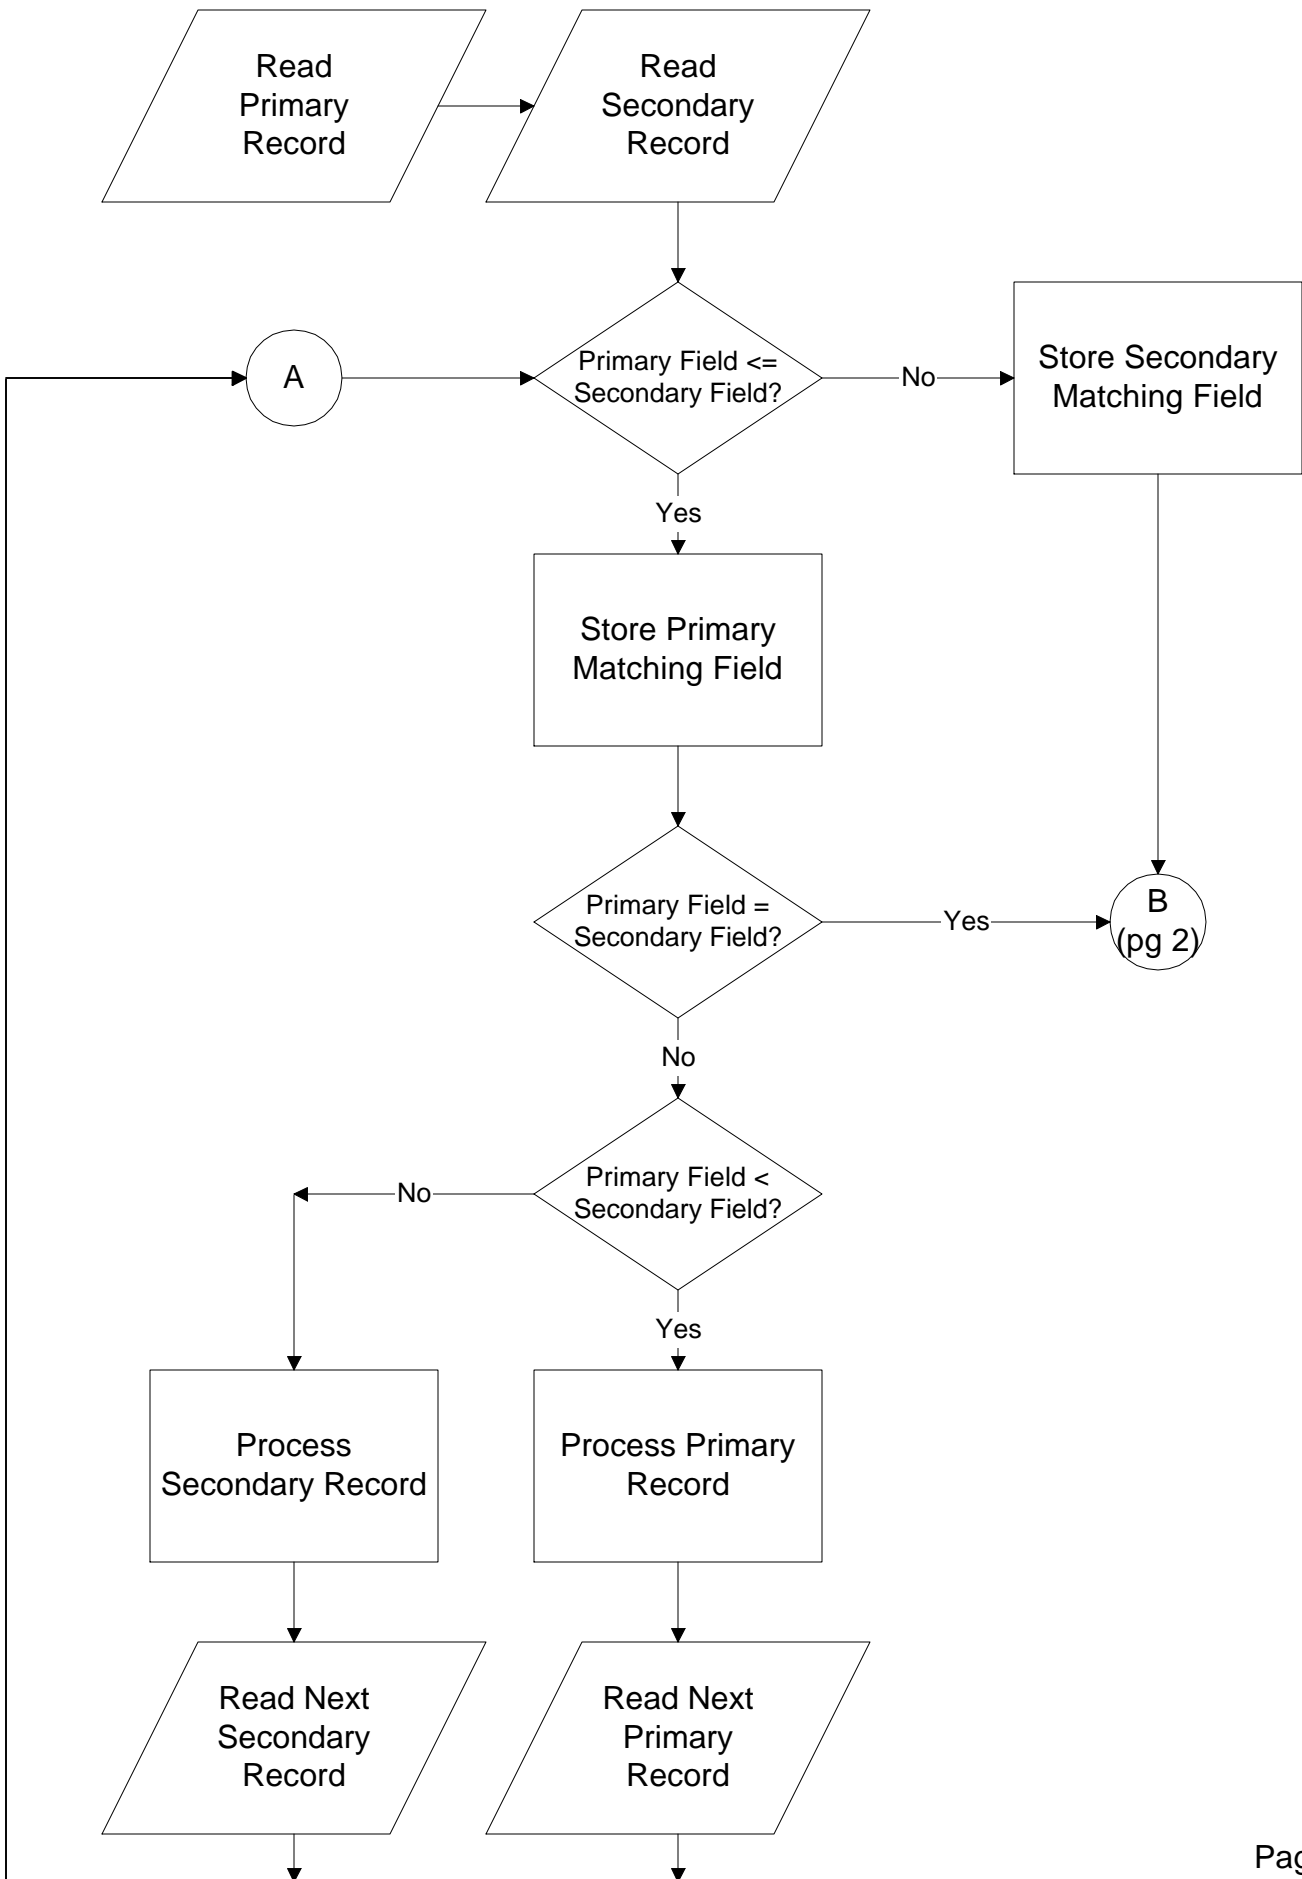 Read
Primary
Record
Read
Secondary
Record
A
Primary Field <=
Secondary Field?
No
Store Secondary
Matching Field
Yes
Store Primary
Matching Field
Primary Field =
Secondary Field?
Yes
B
(pg 2)
No
Primary Field <
Secondary Field?
No
Yes
Process
Secondary Record
Process Primary
Record
Read Next
Secondary
Record
Read Next
Primary
Record